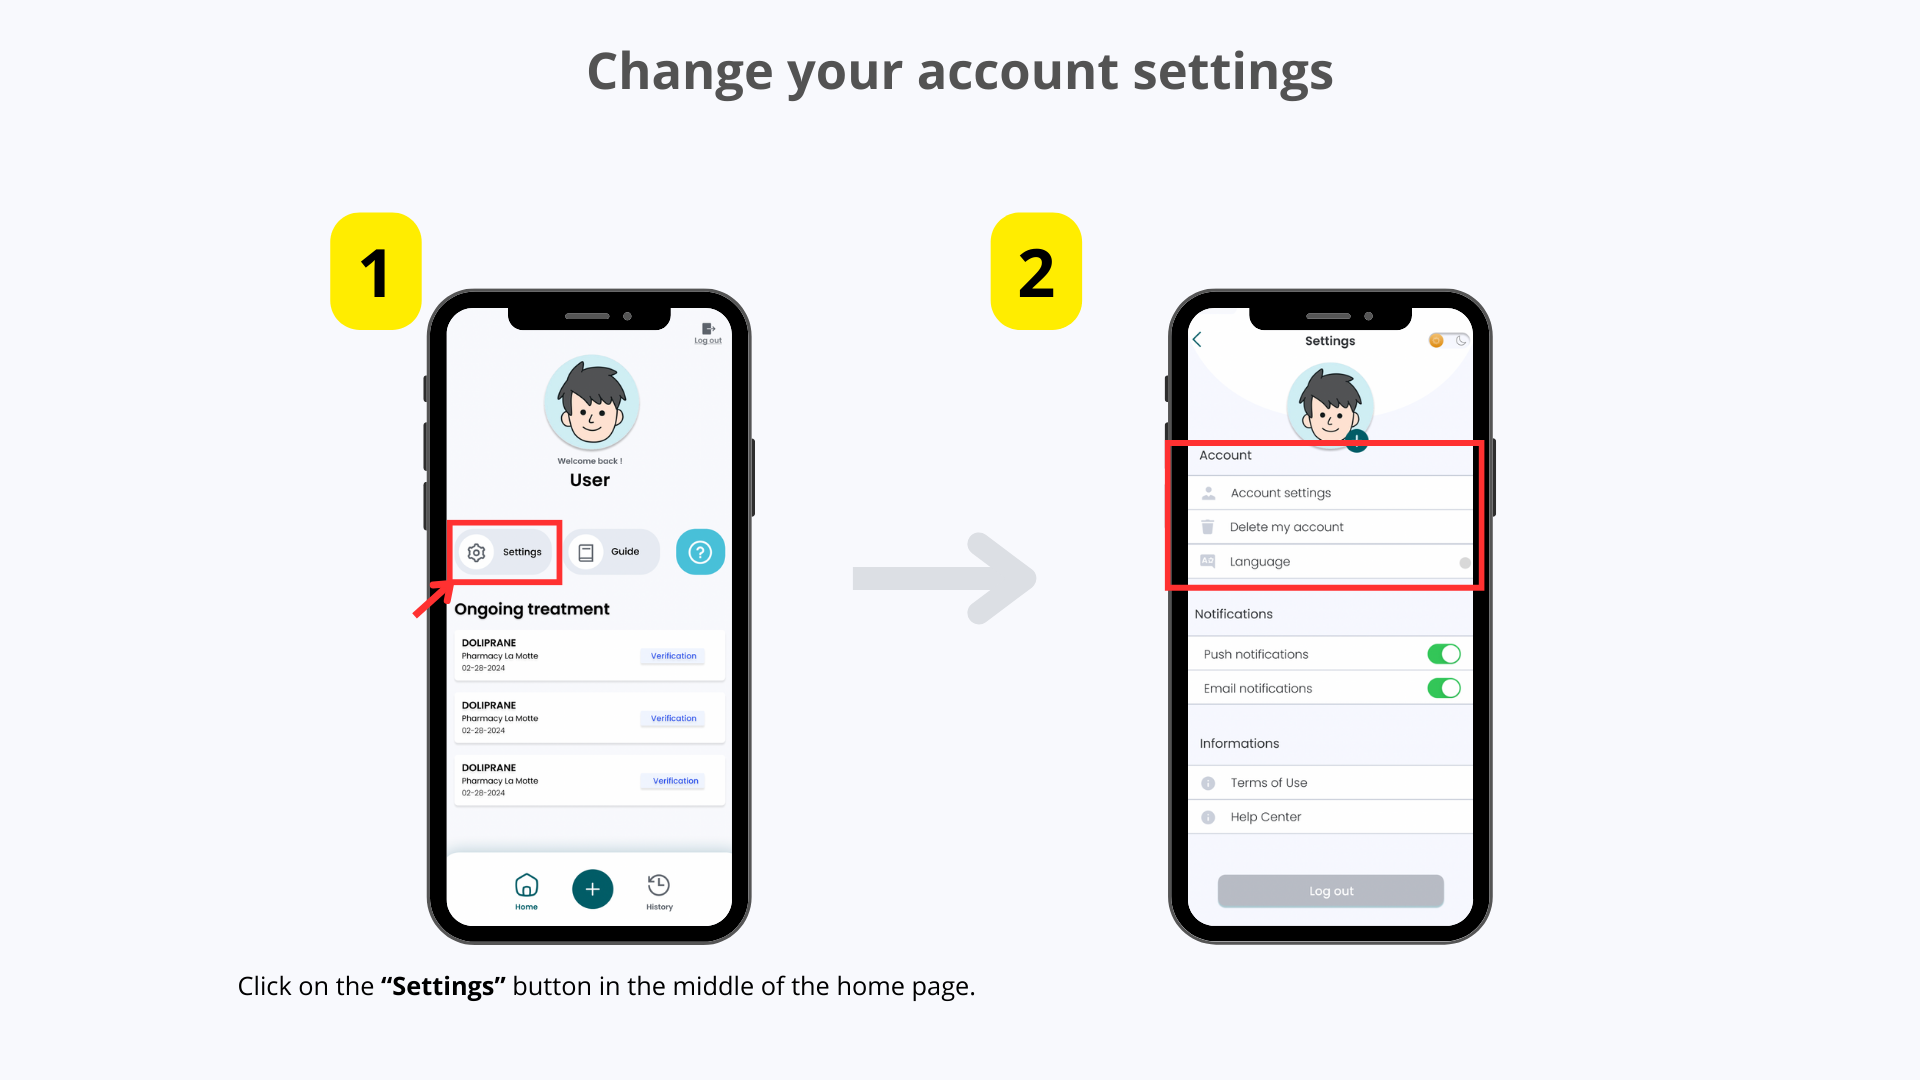 Change your account settings
1
2
Log out
Welcome back !
User
Settings
Guide
?
Ongoing treatment
DOLIPRANE
Pharmacy La Motte
02-28-2024
Verification
DOLIPRANE
Pharmacy La Motte
02-28-2024
Verification
DOLIPRANE
Pharmacy La Motte
02-28-2024
Verification
Home
History
Settings
Account
Account settings
Delete my account
Language
Notifications
Push notifications
Email notifications
Informations
Terms of Use
Help Center
Log out
Click on the “Settings” button in the middle of the home page.